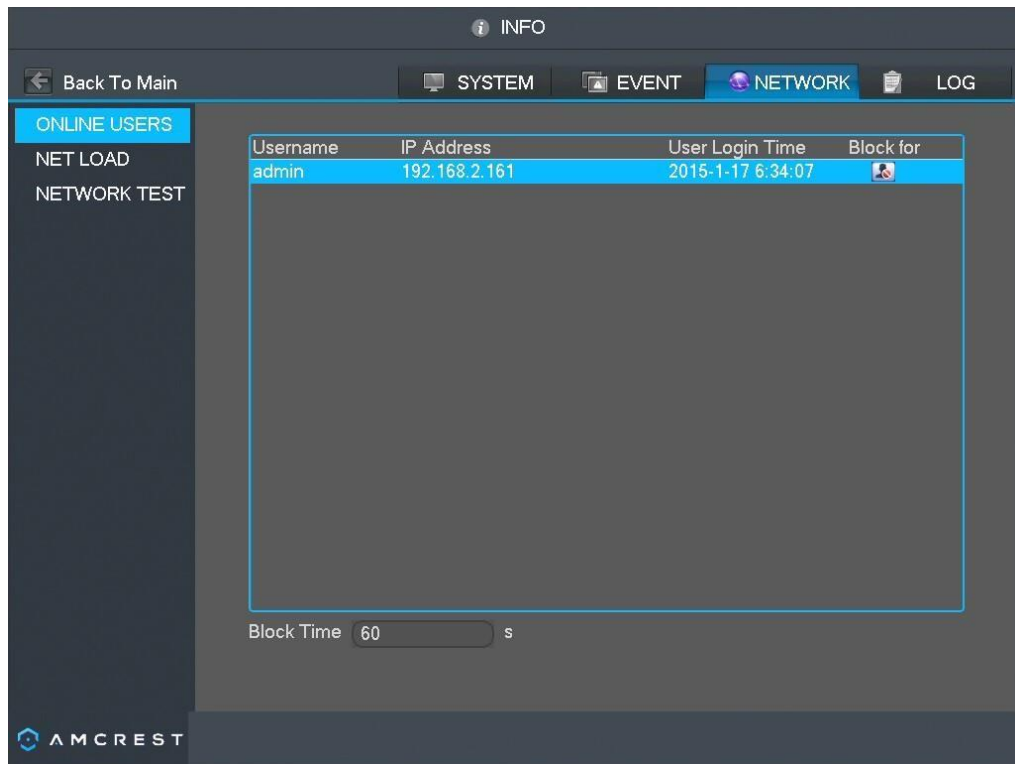 INFO
Back To Main
SYSTEM
EVENT
NETWORK
LOG
ONLINE USERS
NET LOAD
NETWORK TEST
Username IP Address User Login Time Block for
admin 192.168.2.161 2015-1-17 6:34:07
Block Time 60 s
AMCREST